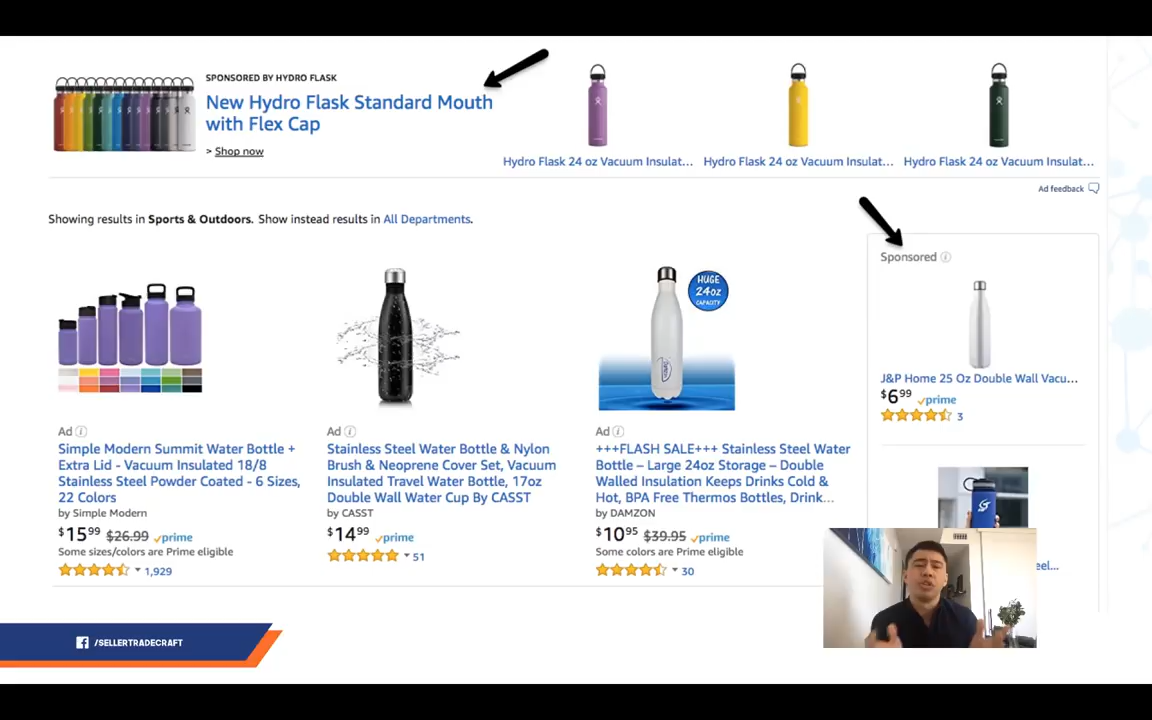 SPONSORED BY HYDRO FLASK
New Hydro Flask Standard Mouth
with Flex Cap
> Shop now
Hydro Flask 24 oz Vacuum Insulat...
Hydro Flask 24 oz Vacuum Insulat...
Hydro Flask 24 oz Vacuum Insulat...
Ad feedback
Showing results in Sports & Outdoors. Show instead results in All Departments.
HUGE
24oz
CAPACITY
Ad
Simple Modern Summit Water Bottle +
Extra Lid - Vacuum Insulated 18/8
Stainless Steel Powder Coated - 6 Sizes,
22 Colors
by Simple Modern
$15 99 $26.99 prime
Some sizes/colors are Prime eligible
1,929
Ad
Stainless Steel Water Bottle & Nylon
Brush & Neoprene Cover Set, Vacuum
Insulated Travel Water Bottle, 17oz
Double Wall Water Cup By CASST
by CASST
$14 99 prime
51
Ad
+++FLASH SALE+++ Stainless Steel Water
Bottle – Large 24oz Storage – Double
Walled Insulation Keeps Drinks Cold &
Hot, BPA Free Thermos Bottles, Drink...
by DAMZON
$10 95 $39.95 prime
Some colors are Prime eligible
30
Sponsored
J&P Home 25 Oz Double Wall Vacu...
$6 99 prime
3
eel...
/SELLERTRADECRAFT